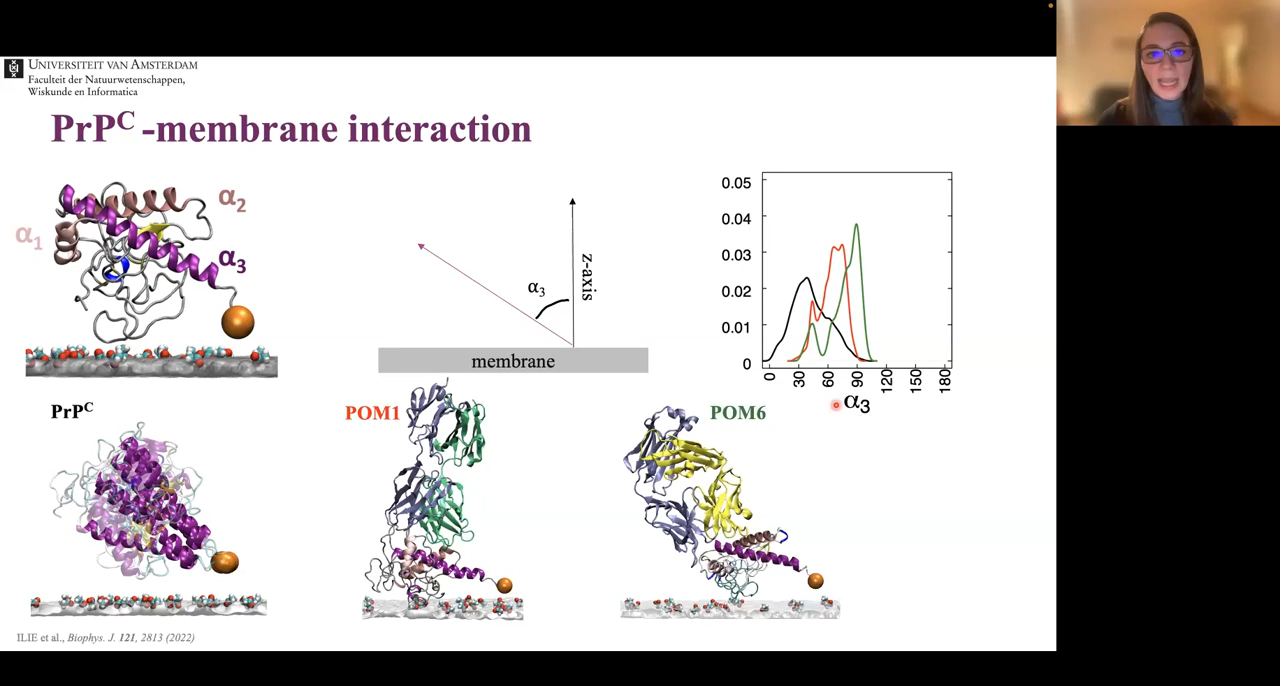 UNIVERSITEIT VAN AMSTERDAM
Faculteit der Natuurwetenschappen,
Wiskunde en Informatica
PrPC -membrane interaction
α1
α2
α3
α3
z-axis
membrane
0.05
0.04
0.03
0.02
0.01
0
0 30 60 90 120 150 180
α3
PrPC
POM1
POM6
ILIE et al., Biophys. J. 121, 2813 (2022)